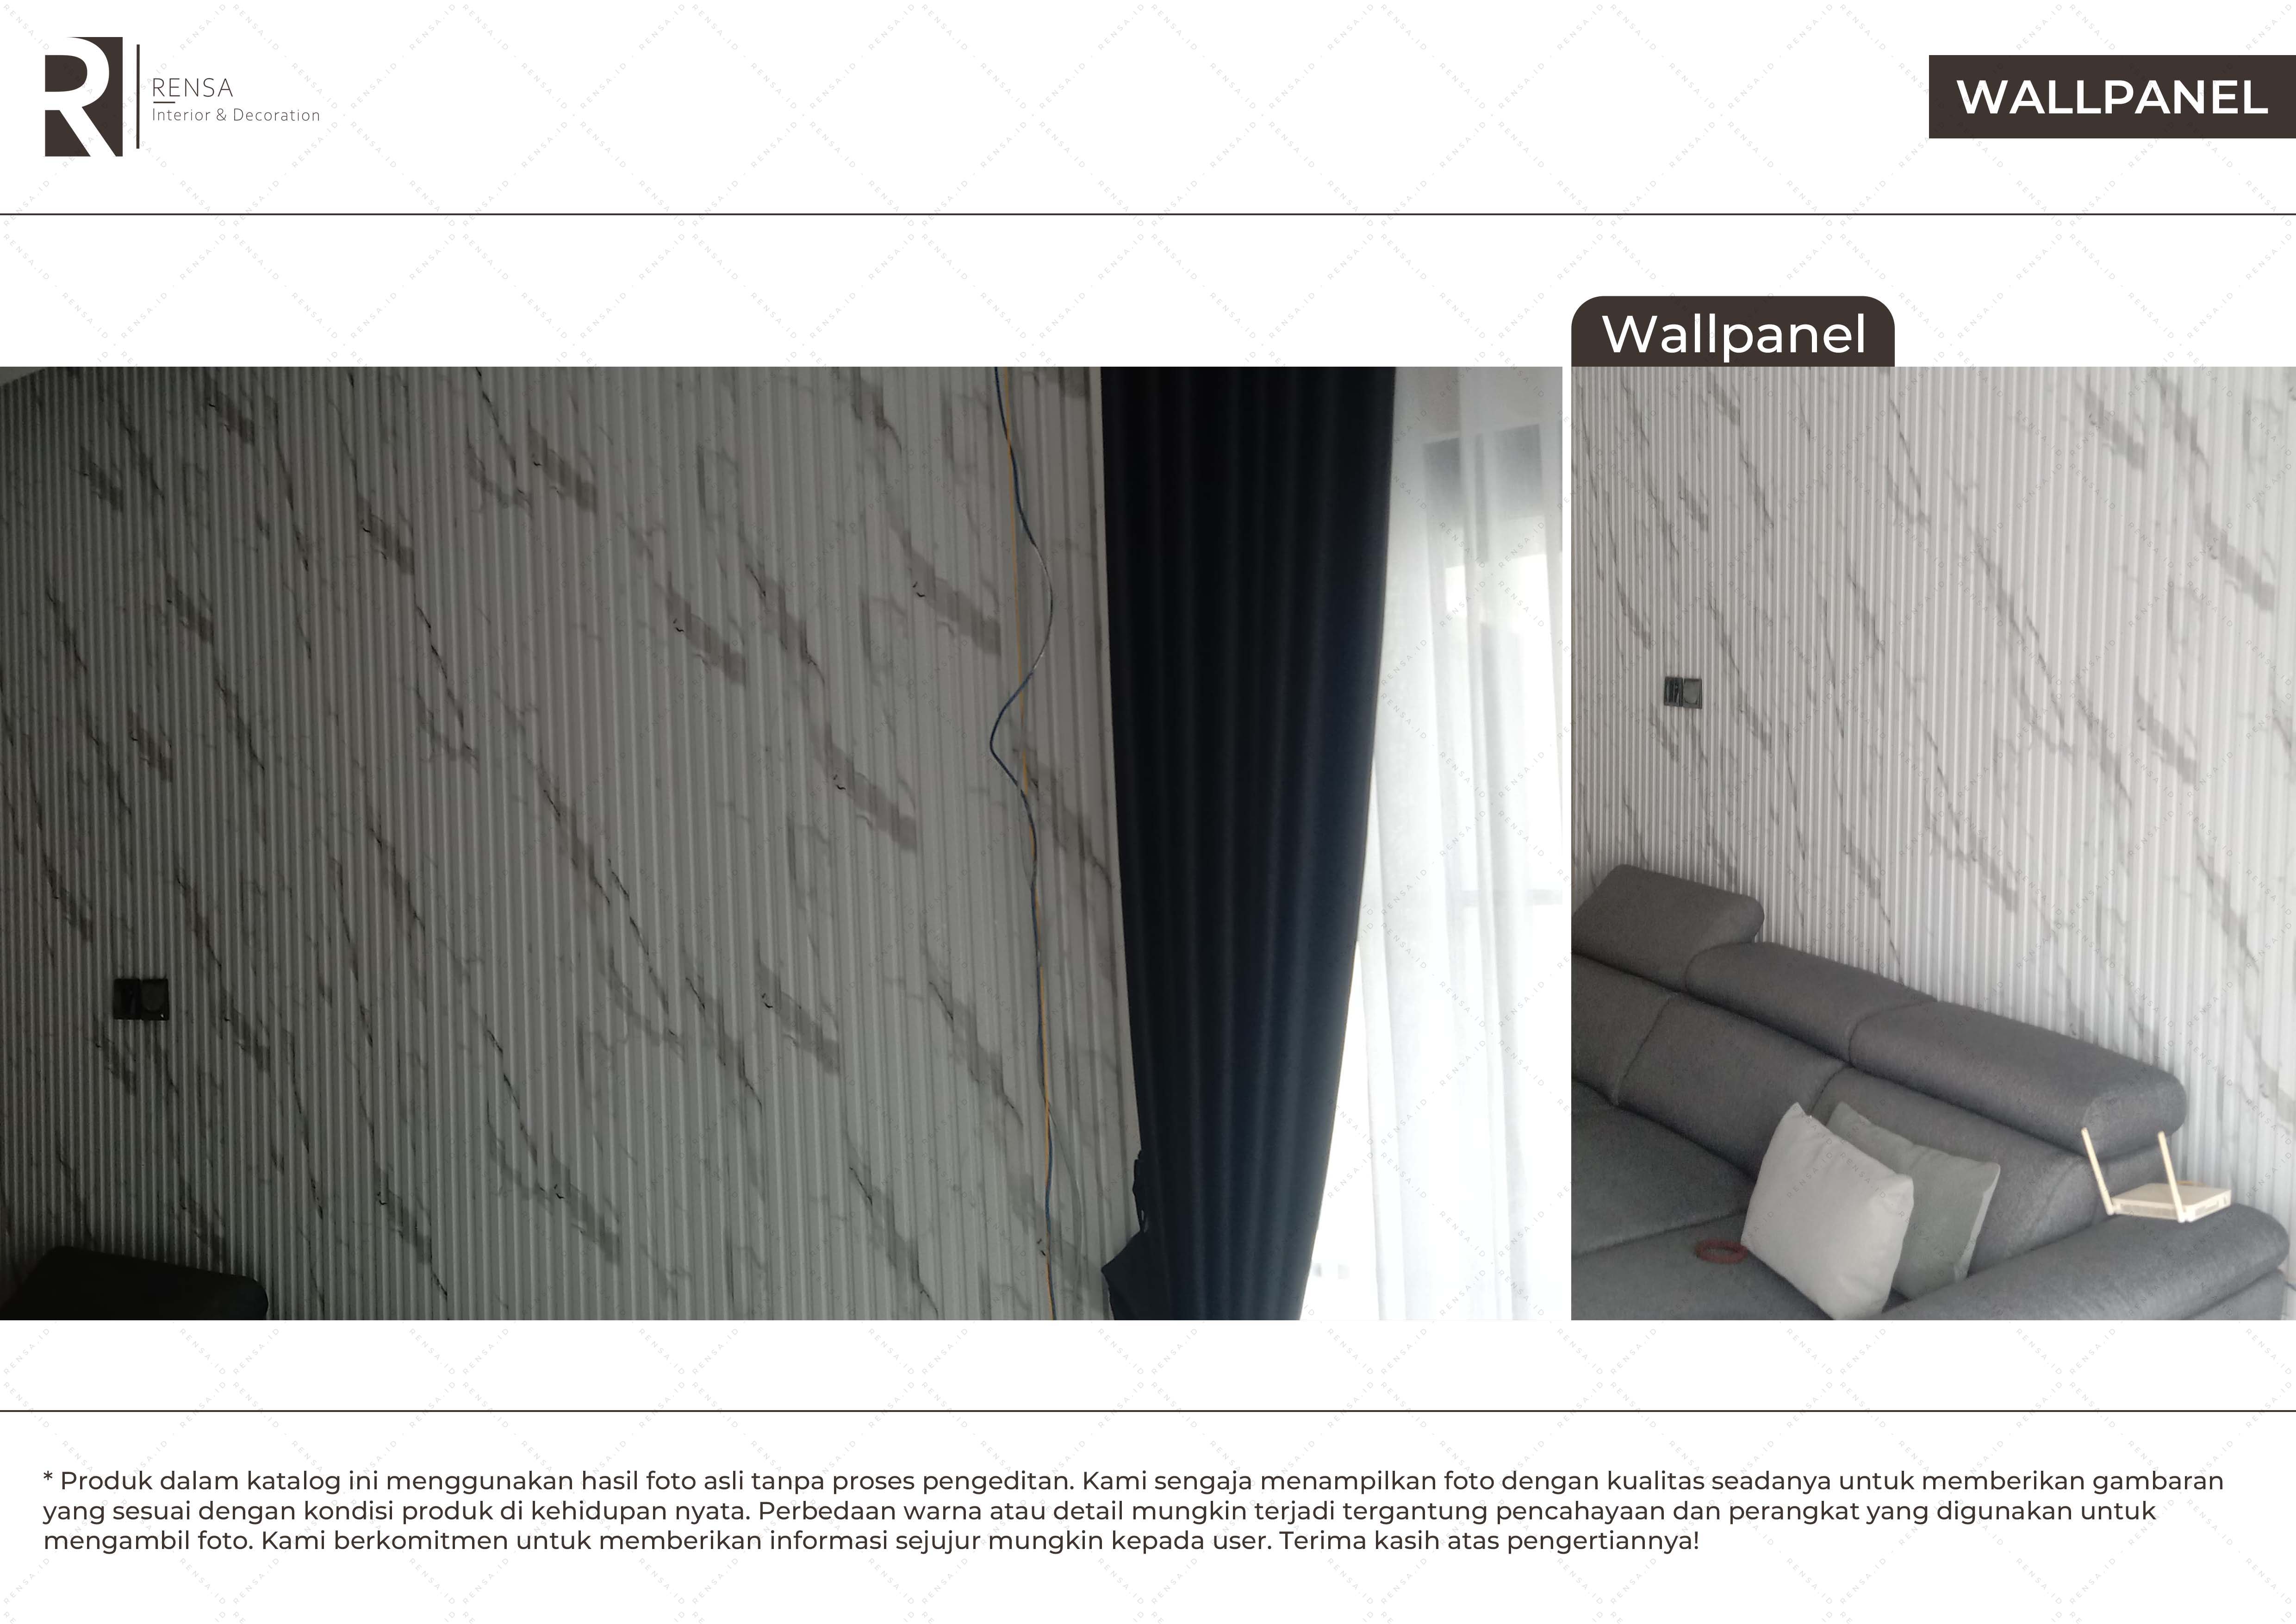 RENSA
Interior & Decoration
WALLPANEL
Wallpanel
* Produk dalam katalog ini menggunakan hasil foto asli tanpa proses pengeditan. Kami sengaja menampilkan foto dengan kualitas seadanya untuk memberikan gambaran
yang sesuai dengan kondisi produk di kehidupan nyata. Perbedaan warna atau detail mungkin terjadi tergantung pencahayaan dan perangkat yang digunakan untuk
mengambil foto. Kami berkomitmen untuk memberikan informasi sejujur mungkin kepada user. Terima kasih atas pengertiannya!
RENSA.ID